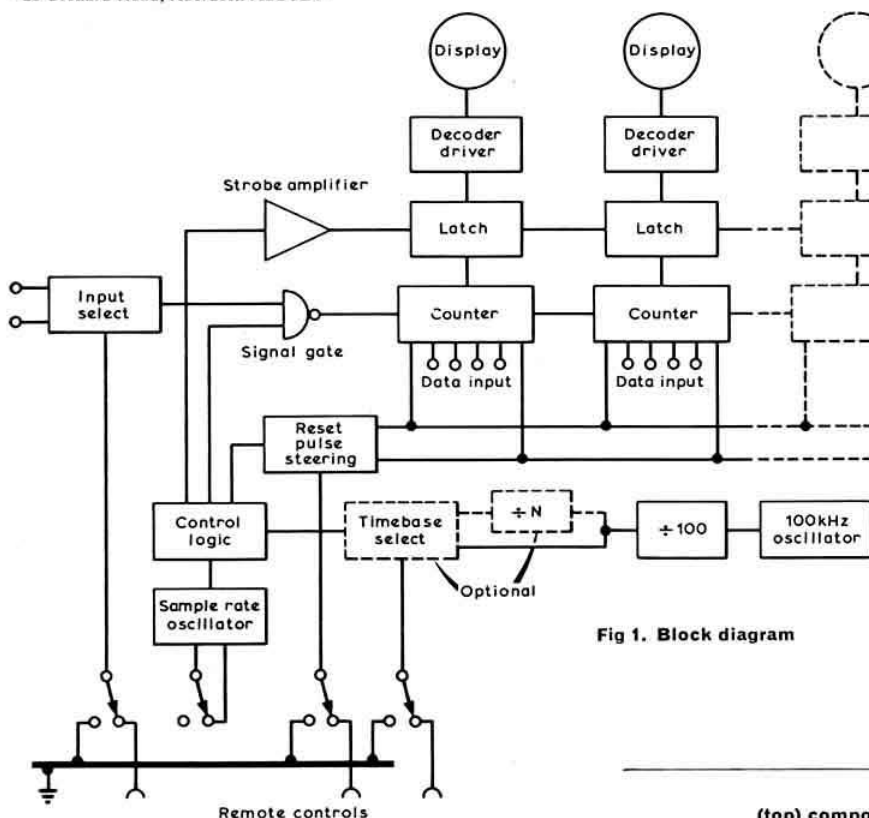 Display
Display
Decoder
driver
Decoder
driver
Strobe amplifier
Latch
Latch
Input
select
Signal gate
Counter
Counter
Data input
Data input
Reset
pulse
steering
Control
logic
Timebase
select
÷ N
÷100
100kHz
oscillator
Optional
Sample rate
oscillator
Fig 1. Block diagram
Remote controls
(top) compo